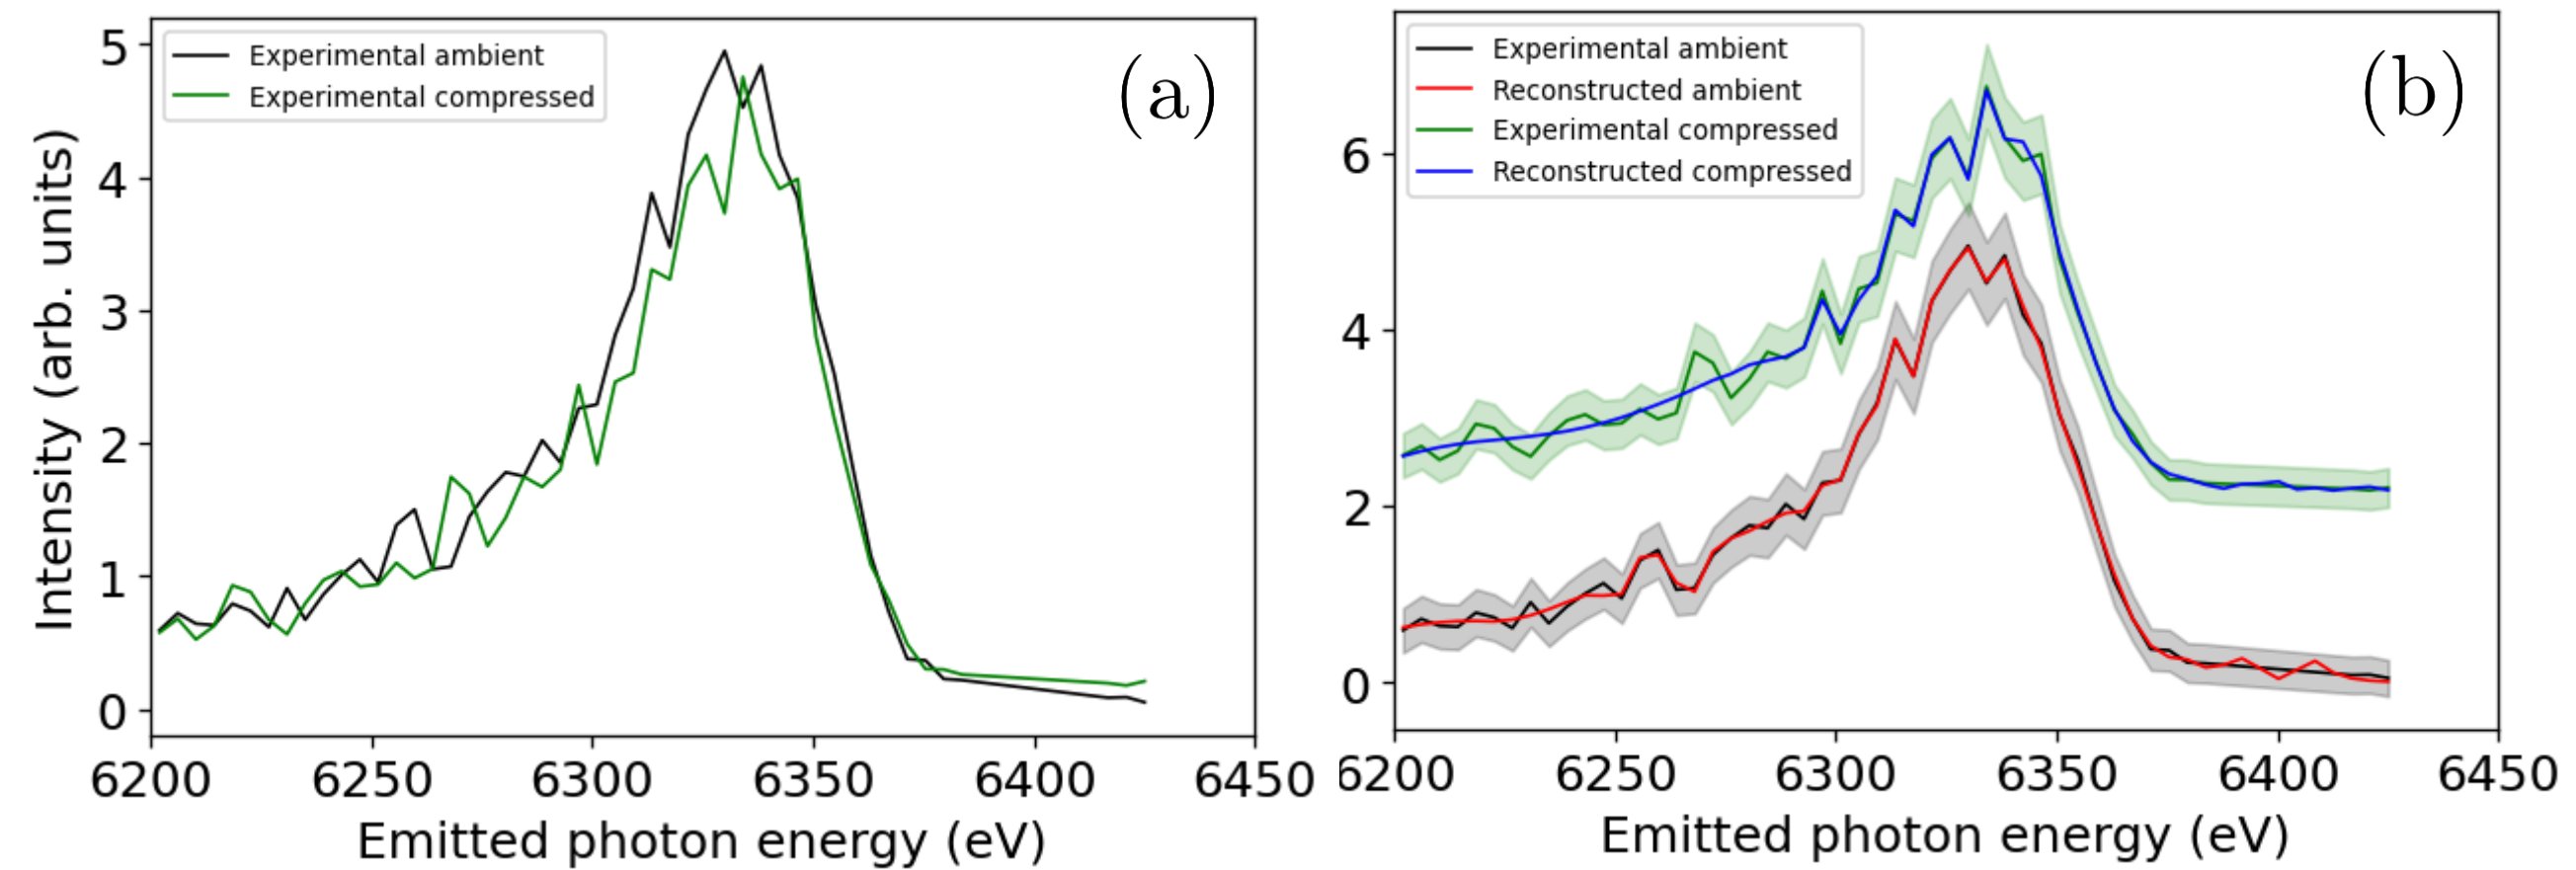 Experimental ambient
Experimental compressed
(a)
5
4
3
2
1
0
Intensity (arb. units)
6200 6250 6300 6350 6400 6450
Emitted photon energy (eV)
Experimental ambient
Reconstructed ambient
Experimental compressed
Reconstructed compressed
(b)
6
4
2
0
6200 6250 6300 6350 6400 6450
Emitted photon energy (eV)